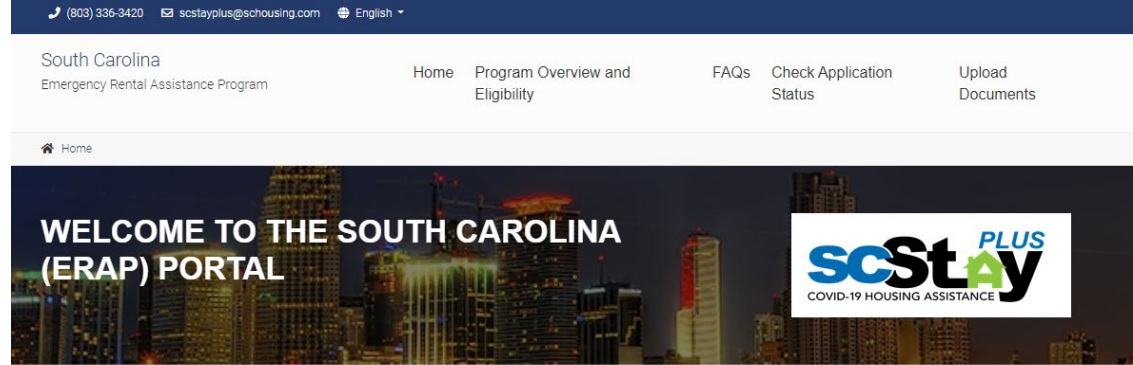 (803) 336-3420 scstayplus@schousing.com English
South Carolina
Emergency Rental Assistance Program
Home
Program Overview and
Eligibility
FAQs
Check Application
Status
Upload
Documents
Home
WELCOME TO THE SOUTH CAROLINA
(ERAP) PORTAL
SCStay PLUS
COVID-19 HOUSING ASSISTANCE